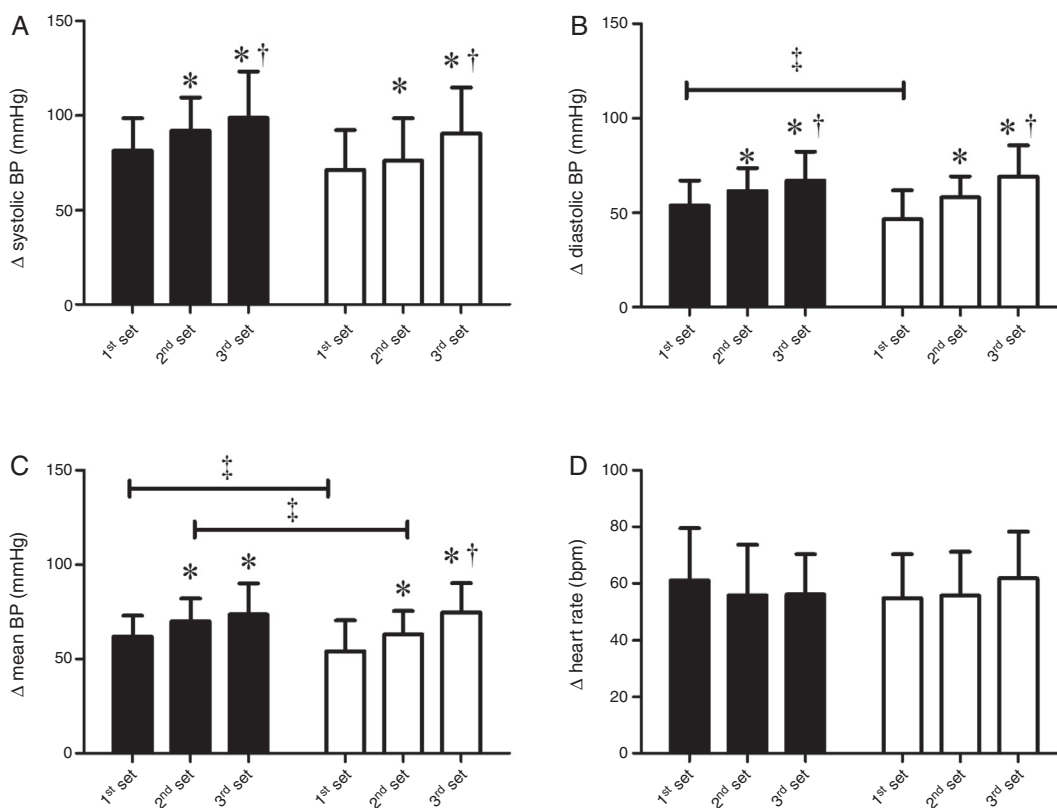 A
Δ systolic BP (mmHg)
150
100
50
0
* * † * * †
1st set 2nd set 3rd set 1st set 2nd set 3rd set
B
Δ diastolic BP (mmHg)
150
100
50
0
‡
* * † * * †
1st set 2nd set 3rd set 1st set 2nd set 3rd set
C
Δ mean BP (mmHg)
150
100
50
0
‡
‡
* * * * †
1st set 2nd set 3rd set 1st set 2nd set 3rd set
D
Δ heart rate (bpm)
100
80
60
40
20
0
1st set 2nd set 3rd set 1st set 2nd set 3rd set